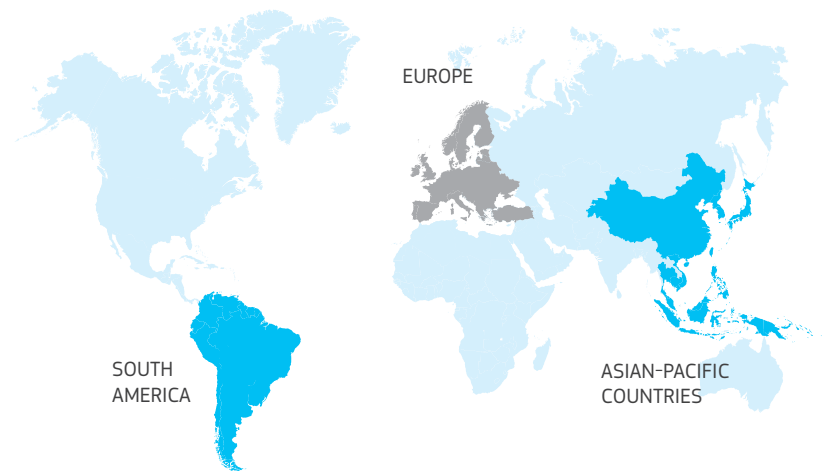 EUROPE
SOUTH
AMERICA
ASIAN-PACIFIC
COUNTRIES